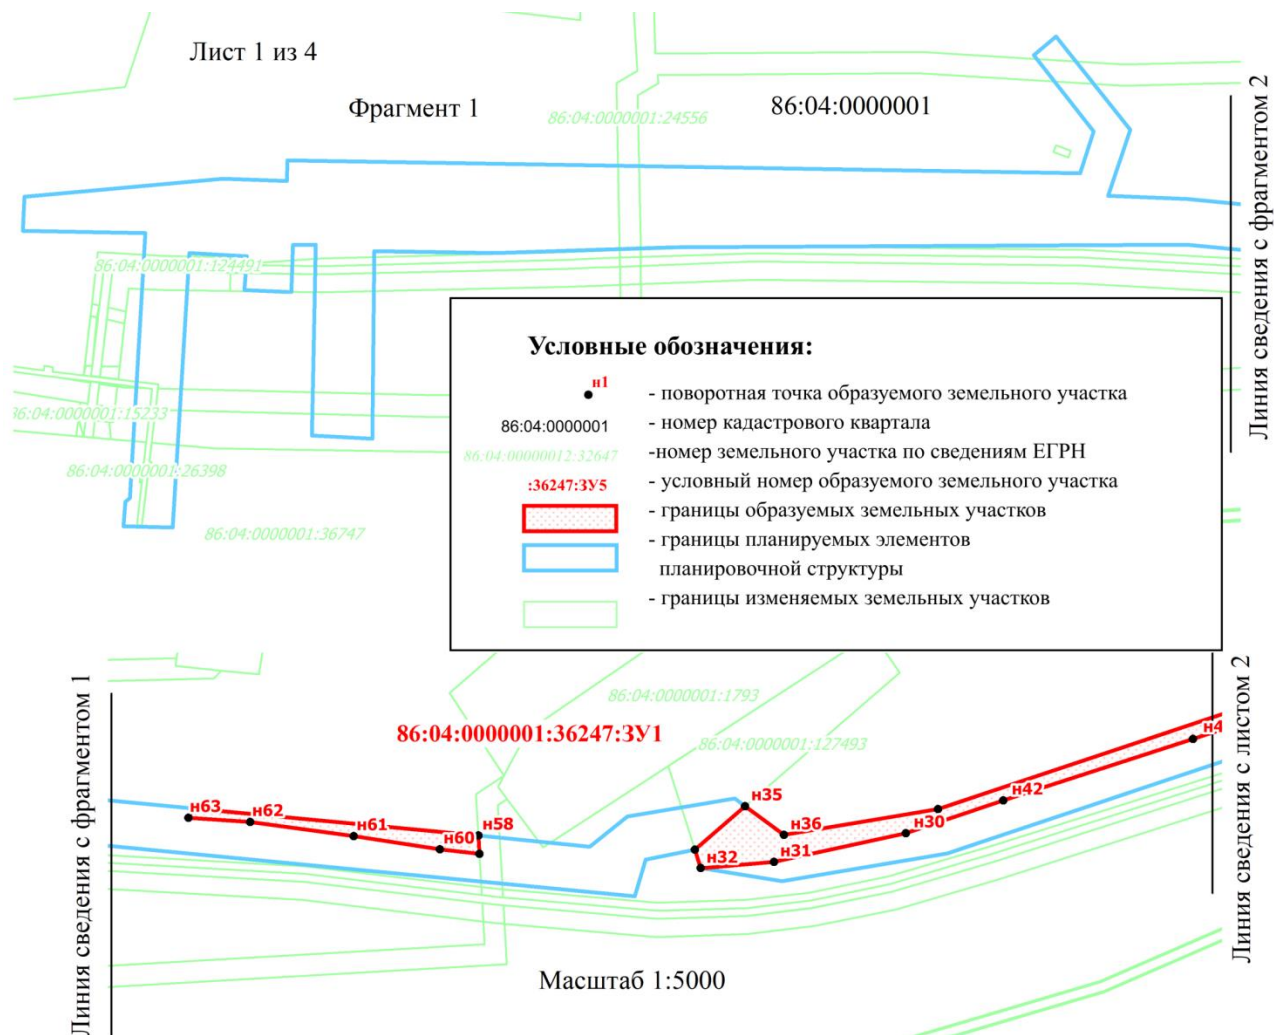 Лист 1 из 4
Фрагмент 1
86:04:0000001
86:04:0000001:24556
Линия сведения с фрагментом 2
86:04:0000001:124491
86:04:0000001:15233
86:04:0000001:26398
86:04:0000001:36747
Условные обозначения:
н1
- поворотная точка образуемого земельного участка
86:04:0000001
- номер кадастрового квартала
86:04:00000012:32647
-номер земельного участка по сведениям ЕГРН
:36247:ЗУ5
- условный номер образуемого земельного участка
- границы образуемых земельных участков
- границы планируемых элементов
планировочной структуры
- границы изменяемых земельных участков
Линия сведения с фрагментом 1
86:04:0000001:1793
86:04:0000001:36247:ЗУ1
86:04:0000001:127493
Линия сведения с листом 2
н63
н62
н61
н60
н58
н35
н36
н32
н31
н30
н42
н4
Масштаб 1:5000